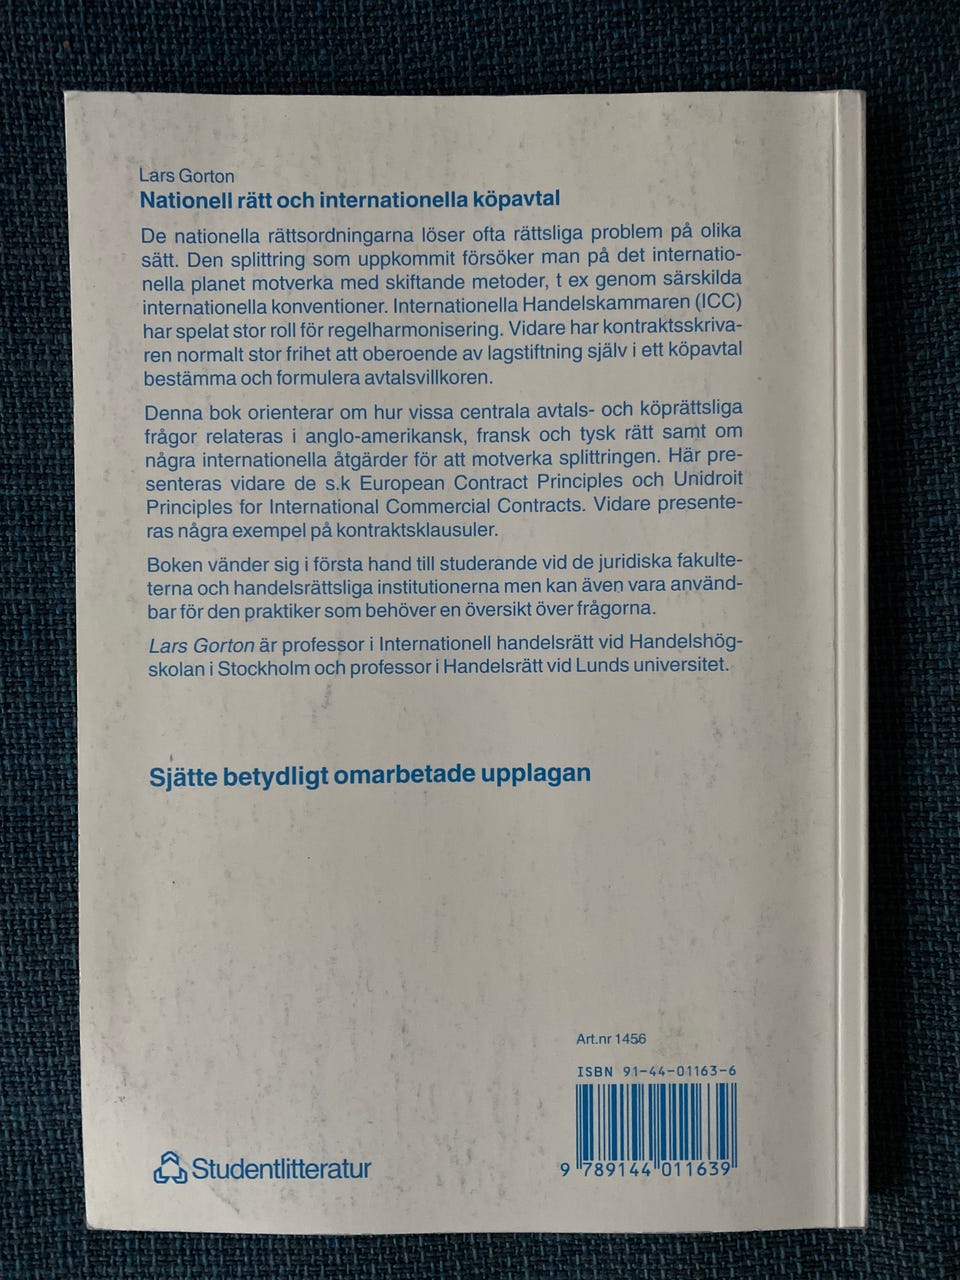 Lars Gorton
Nationell rätt och internationella köpavtal
De nationella rättsordningarna löser ofta rättsliga problem på olika
sätt. Den splittring som uppkommit försöker man på det internatio-
nella planet motverka med skiftande metoder, t ex genom särskilda
internationella konventioner. Internationella Handelskammaren (ICC)
har spelat stor roll för regelharmonisering. Vidare har kontraktsskriva-
ren normalt stor frihet att oberoende av lagstiftning själv i ett köpavtal
bestämma och formulera avtalsvillkoren.
Denna bok orienterar om hur vissa centrala avtals- och köprättsliga
frågor relateras i anglo-amerikansk, fransk och tysk rätt samt om
några internationella åtgärder för att motverka splittringen. Här pre-
senteras vidare de s.k European Contract Principles och Unidroit
Principles for International Commercial Contracts. Vidare presente-
ras några exempel på kontraktsklausuler.
Boken vänder sig i första hand till studerande vid de juridiska fakulte-
terna och handelsrättsliga institutionerna men kan även vara använd-
bar för den praktiker som behöver en översikt över frågorna.
Lars Gorton är professor i Internationell handelsrätt vid Handelshög-
skolan i Stockholm och professor i Handelsrätt vid Lunds universitet.
Sjätte betydligt omarbetade upplagan
Art.nr 1456
ISBN 91-44-01163-6
9 789144 011639
Studentlitteratur